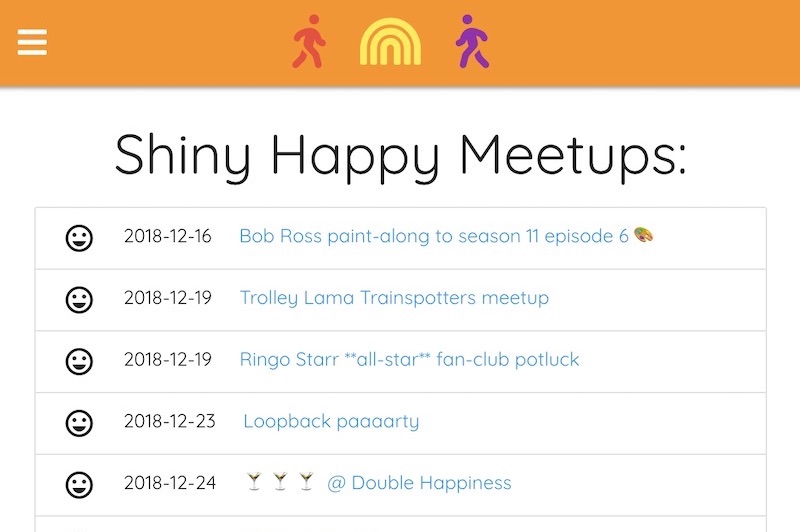 Shiny Happy Meetups:
2018-12-16 Bob Ross paint-along to season 11 episode 6 🎨
2018-12-19 Trolley Lama Trainspotters meetup
2018-12-19 Ringo Starr **all-star** fan-club potluck
2018-12-23 Loopback paaaarty
2018-12-24 🍸 🍸 🍸 @ Double Happiness